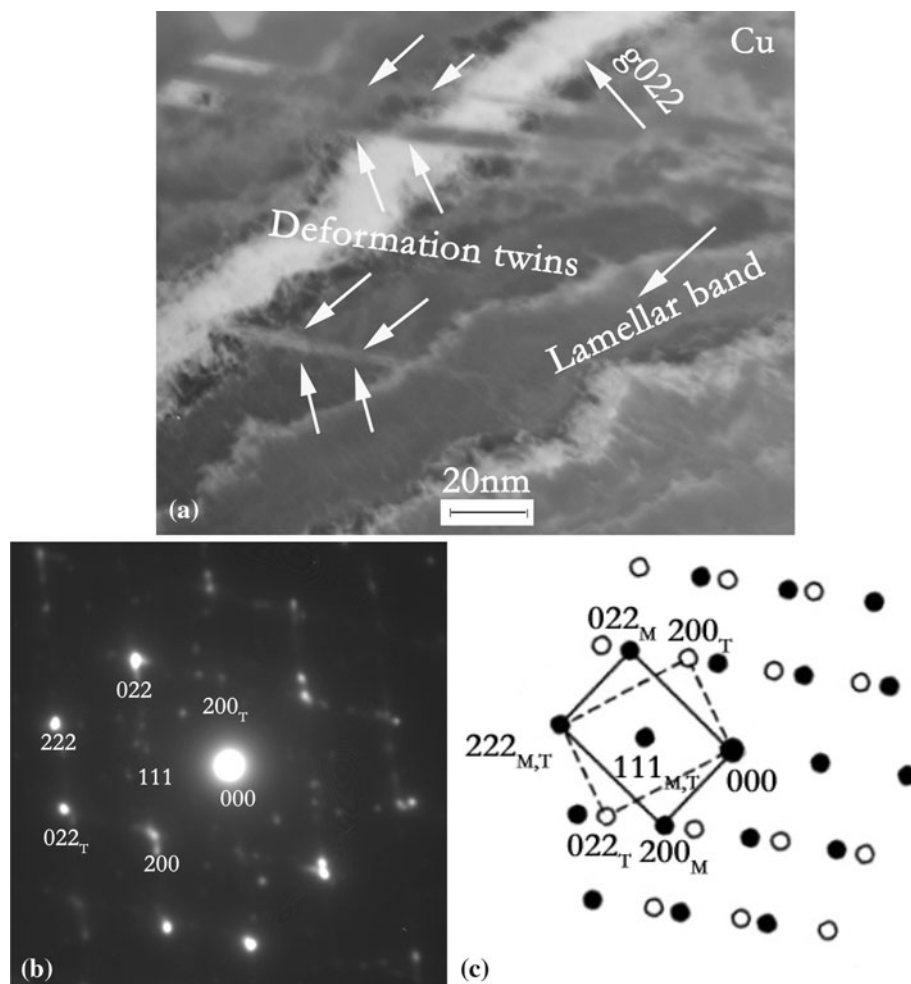 Cu
g022
Deformation twins
Lamellar band
20nm
(a)
022
200T
222
111
000
022T
200
(b)
022M
200T
222M,T
111M,T
000
022T
200M
(c)